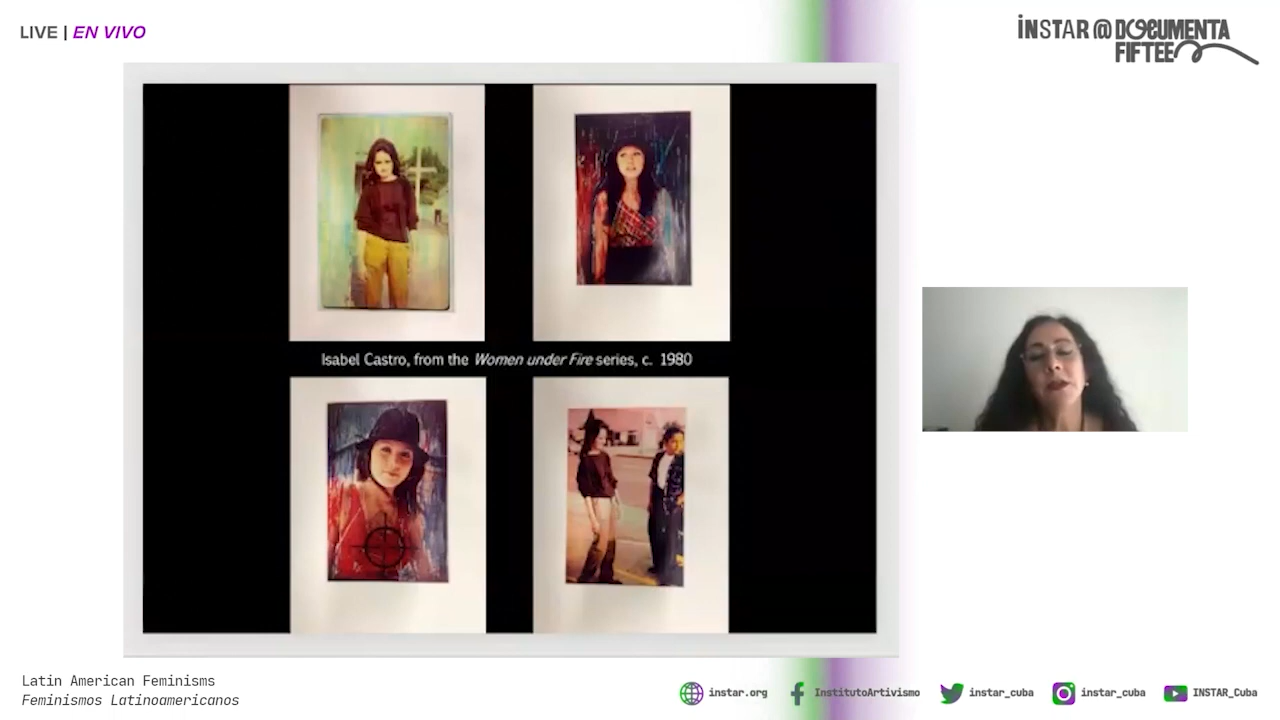 LIVE | EN VIVO
iNSTAR @ DOCUMENTA
FIFTEEN
Isabel Castro, from the Women under Fire series, c. 1980
Latin American Feminisms
Feminismos Latinoamericanos
instar.org
InstitutoArtivismo
instar_cuba
instar_cuba
INSTAR_Cuba